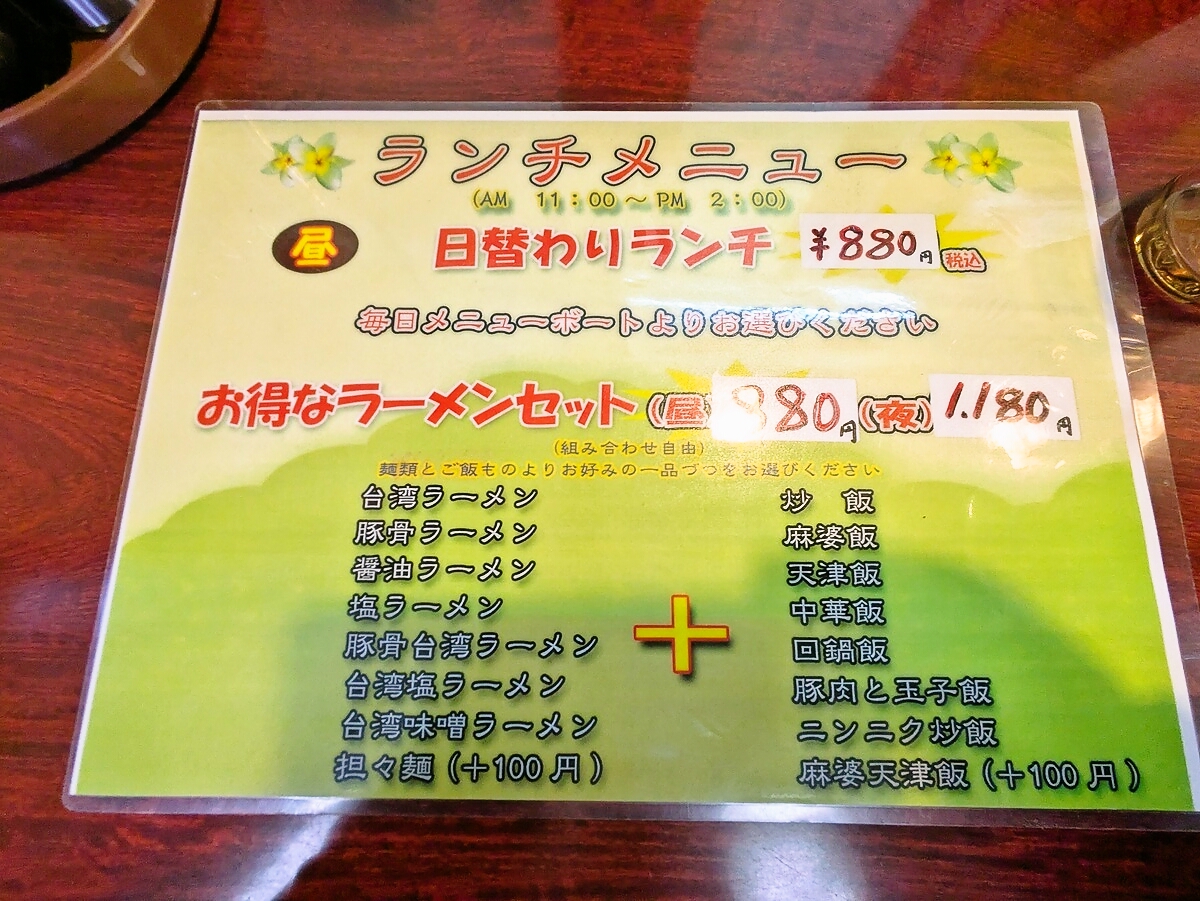 ランチメニュー
(AM 11:00～PM 2:00)
昼 日替わりランチ ¥880円 税込
毎日メニューボートよりお選びください
お得なラーメンセット (昼) 880円 (夜) 1.180円
(組み合わせ自由)
麺類とご飯ものよりお好みの一品づつをお選びください
台湾ラーメン 炒 飯
豚骨ラーメン 麻婆飯
醤油ラーメン 天津飯
塩ラーメン 中華飯
豚骨台湾ラーメン + 回鍋飯
台湾塩ラーメン 豚肉と玉子飯
台湾味噌ラーメン ニンニク炒飯
担々麺 (+100円) 麻婆天津飯 (+100円)